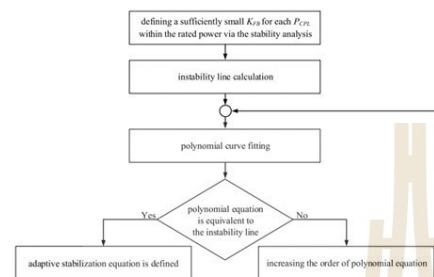 defining a sufficiently small K_FB for each P_CPL
within the rated power via the stability analysis
instability line calculation
polynomial curve fitting
polynomial equation
is equivalent to
the instability line
Yes
No
adaptive stabilization equation is defined
increasing the order of polynomial equation